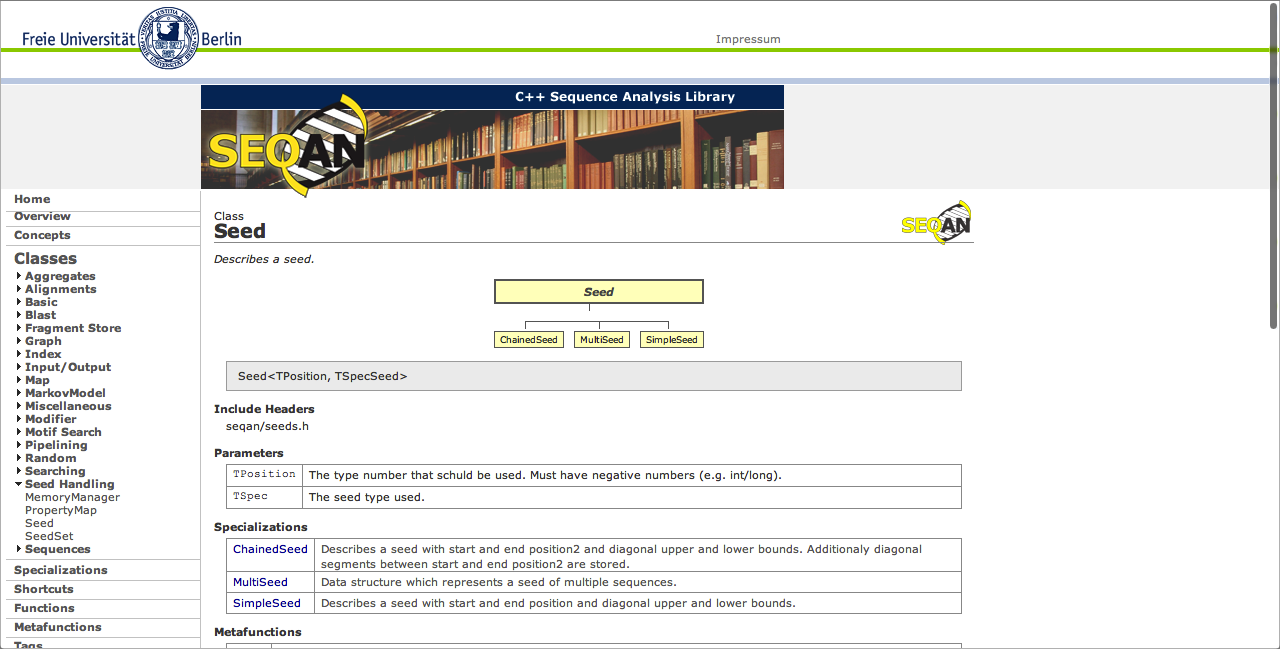 Freie Universität Berlin
Impressum
C++ Sequence Analysis Library
SEQAN
Home
Overview
Concepts
Classes
Aggregates
Alignments
Basic
Blast
Fragment Store
Graph
Index
Input/Output
Map
MarkovModel
Miscellaneous
Modifier
Motif Search
Pipelining
Random
Searching
Seed Handling
MemoryManager
PropertyMap
Seed
SeedSet
Sequences
Specializations
Shortcuts
Functions
Metafunctions
Tags
Class
Seed
SEQAN
Describes a seed.
Seed
ChainedSeed MultiSeed SimpleSeed
Seed<TPosition, TSpecSeed>
Include Headers
seqan/seeds.h
Parameters
TPosition The type number that schuld be used. Must have negative numbers (e.g. int/long).
TSpec The seed type used.
Specializations
ChainedSeed Describes a seed with start and end position2 and diagonal upper and lower bounds. Additionaly diagonal
segments between start and end position2 are stored.
MultiSeed Data structure which represents a seed of multiple sequences.
SimpleSeed Describes a seed with start and end position and diagonal upper and lower bounds.
Metafunctions